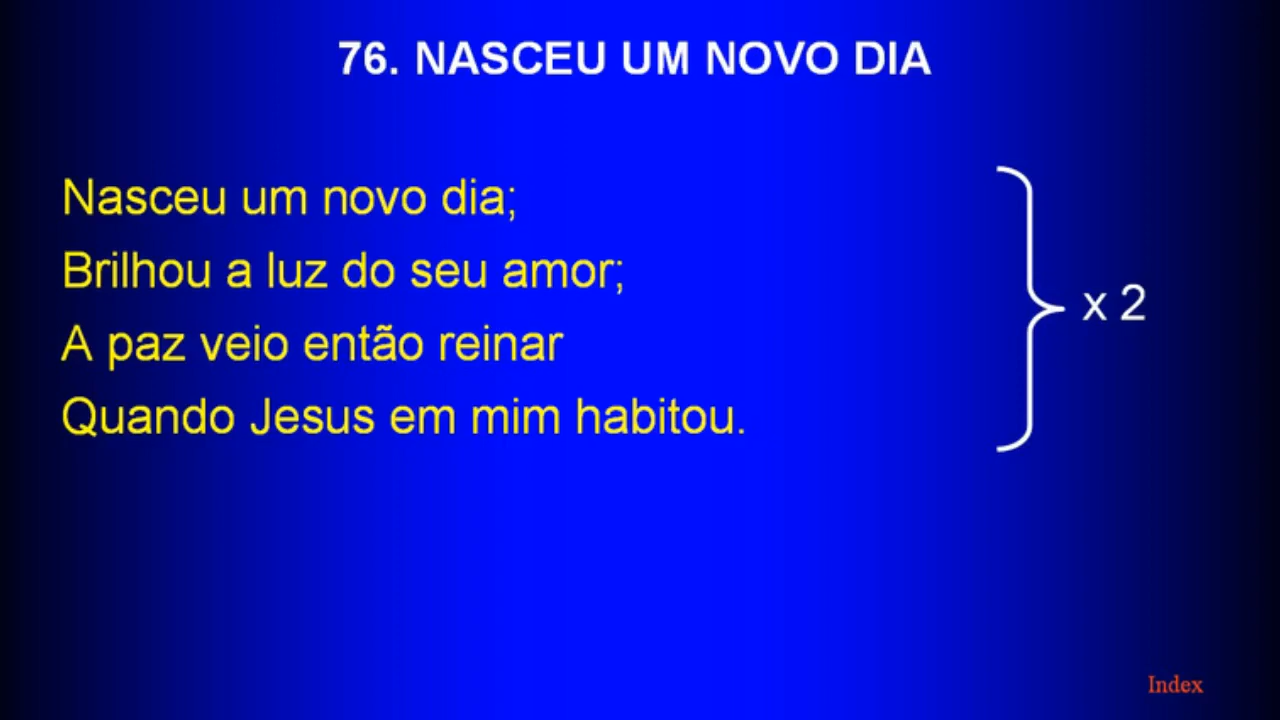 76. NASCEU UM NOVO DIA
Nasceu um novo dia;
Brilhou a luz do seu amor;
A paz veio então reinar
Quando Jesus em mim habitou.
x 2
Index